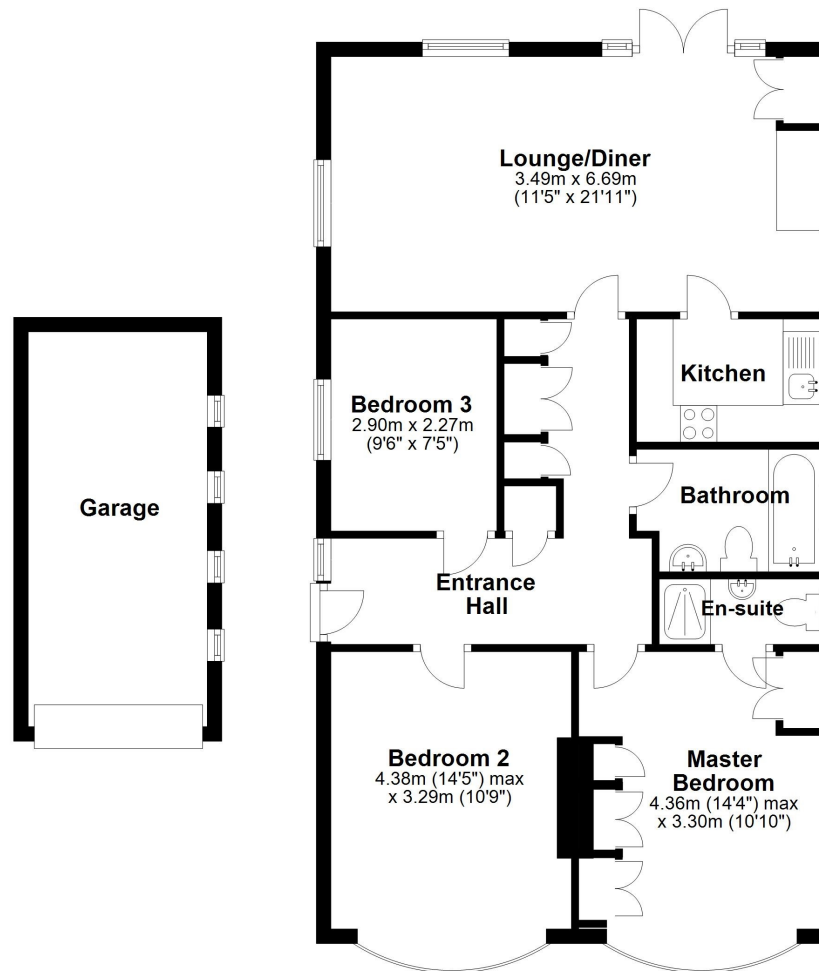 Lounge/Diner
3.49m x 6.69m
(11'5" x 21'11")
Kitchen
Bedroom 3
2.90m x 2.27m
(9'6" x 7'5")
Garage
Bathroom
Entrance
Hall
En-suite
Bedroom 2
4.38m (14'5") max
x 3.29m (10'9")
Master
Bedroom
4.36m (14'4") max
x 3.30m (10'10")